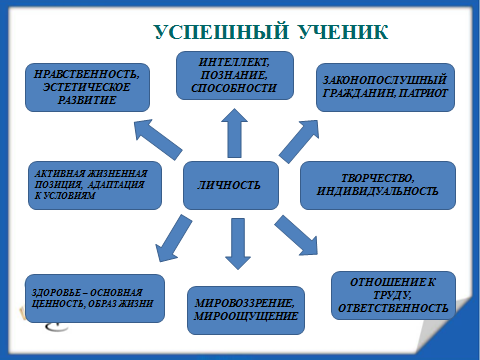 УСПЕШНЫЙ УЧЕНИК
НРАВСТВЕННОСТЬ,
ЭСТЕТИЧЕСКОЕ
РАЗВИТИЕ
ИНТЕЛЛЕКТ,
ПОЗНАНИЕ,
СПОСОБНОСТИ
ЗАКОНОПОСЛУШНЫЙ
ГРАЖДАНИН, ПАТРИОТ
АКТИВНАЯ ЖИЗНЕННАЯ
ПОЗИЦИЯ, АДАПТАЦИЯ
К УСЛОВИЯМ
ЛИЧНОСТЬ
ТВОРЧЕСТВО,
ИНДИВИДУАЛЬНОСТЬ
ЗДОРОВЬЕ – ОСНОВНАЯ
ЦЕННОСТЬ, ОБРАЗ ЖИЗНИ
МИРОВОЗЗРЕНИЕ,
МИРООЩУЩЕНИЕ
ОТНОШЕНИЕ К
ТРУДУ,
ОТВЕТСТВЕННОСТЬ